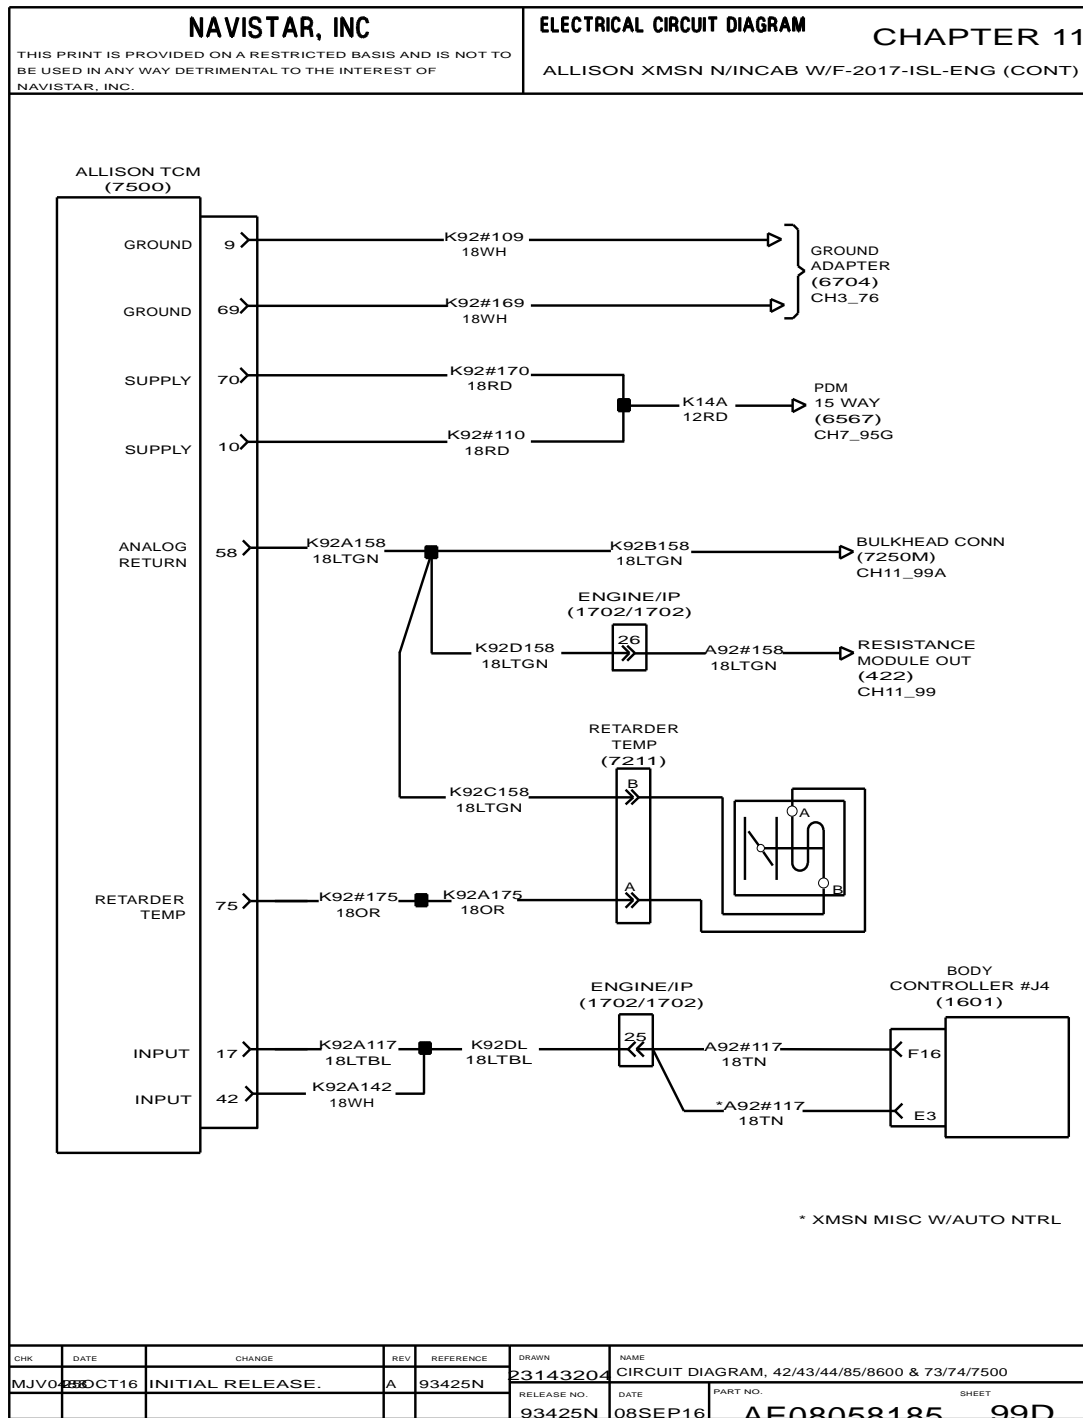 NAVISTAR, INC
THIS PRINT IS PROVIDED ON A RESTRICTED BASIS AND IS NOT TO
BE USED IN ANY WAY DETRIMENTAL TO THE INTEREST OF
NAVISTAR, INC.
ELECTRICAL CIRCUIT DIAGRAM
CHAPTER 11
ALLISON XMSN N/INCAB W/F-2017-ISL-ENG (CONT)
ALLISON TCM
(7500)
GROUND 9
K92#109
18WH
GROUND
ADAPTER
(6704)
CH3_76
GROUND 69
K92#169
18WH
SUPPLY 70
K92#170
18RD
K14A
12RD
PDM
15 WAY
(6567)
CH7_95G
SUPPLY 10
K92#110
18RD
ANALOG
RETURN
58
K92A158
18LTGN
K92B158
18LTGN
BULKHEAD CONN
(7250M)
CH11_99A
ENGINE/IP
(1702/1702)
26
K92D158
18LTGN
A92#158
18LTGN
RESISTANCE
MODULE OUT
(422)
CH11_99
RETARDER
TEMP
(7211)
B
K92C158
18LTGN
A
B
RETARDER
TEMP
75
K92#175
18OR
K92A175
18OR
A
ENGINE/IP
(1702/1702)
25
BODY
CONTROLLER #J4
(1601)
INPUT 17
K92A117
18LTBL
K92DL
18LTBL
A92#117
18TN
F16
INPUT 42
K92A142
18WH
*A92#117
18TN
E3
* XMSN MISC W/AUTO NTRL
CHK DATE CHANGE REV REFERENCE
INITIAL RELEASE. A 93425N
DRAWN
23143204
NAME
CIRCUIT DIAGRAM, 42/43/44/85/8600 & 73/74/7500
RELEASE NO.
93425N
DATE
08SEP16
PART NO.
AE08058185
SHEET
99D